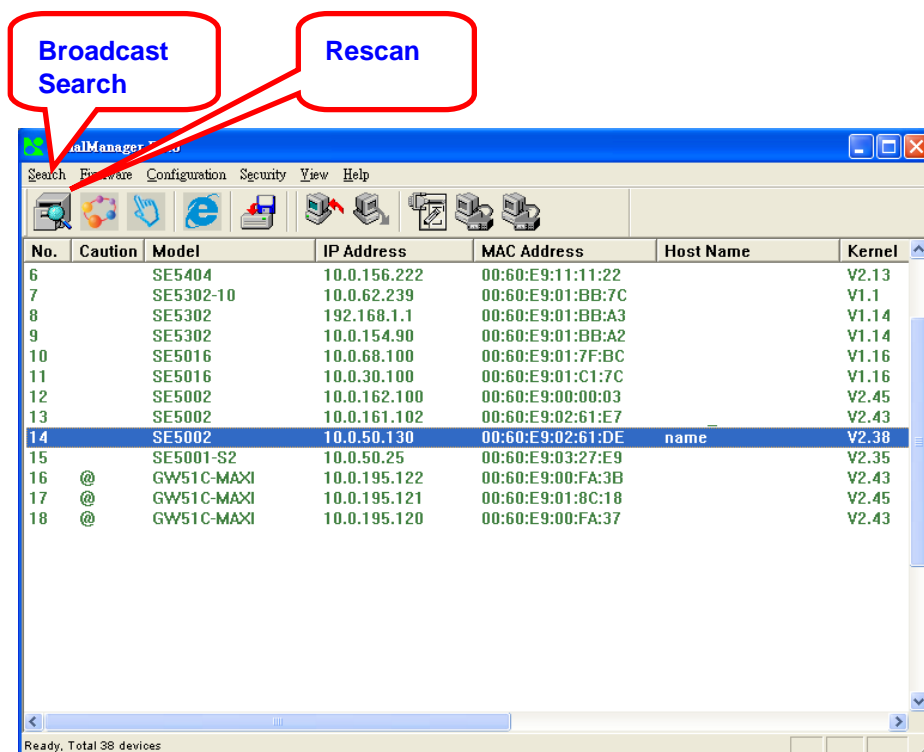 Broadcast Search
Rescan
Search Firmware Configuration Security View Help
No. Caution Model IP Address MAC Address Host Name Kernel
6 SE5404 10.0.156.222 00:60:E9:11:11:22 V2.13
7 SE5302-10 10.0.62.239 00:60:E9:01:BB:7C V1.1
8 SE5302 192.168.1.1 00:60:E9:01:BB:A3 V1.14
9 SE5302 10.0.154.90 00:60:E9:01:BB:A2 V1.14
10 SE5016 10.0.68.100 00:60:E9:01:7F:BC V1.16
11 SE5016 10.0.30.100 00:60:E9:01:C1:7C V1.16
12 SE5002 10.0.162.100 00:60:E9:00:00:03 V2.45
13 SE5002 10.0.161.102 00:60:E9:02:61:E7 _ V2.43
14 SE5002 10.0.50.130 00:60:E9:02:61:DE name V2.38
15 SE5001-S2 10.0.50.25 00:60:E9:03:27:E9 V2.35
16 @ GW51C-MAXI 10.0.195.122 00:60:E9:00:FA:3B V2.43
17 @ GW51C-MAXI 10.0.195.121 00:60:E9:01:8C:18 V2.45
18 @ GW51C-MAXI 10.0.195.120 00:60:E9:00:FA:37 V2.43
Ready, Total 38 devices